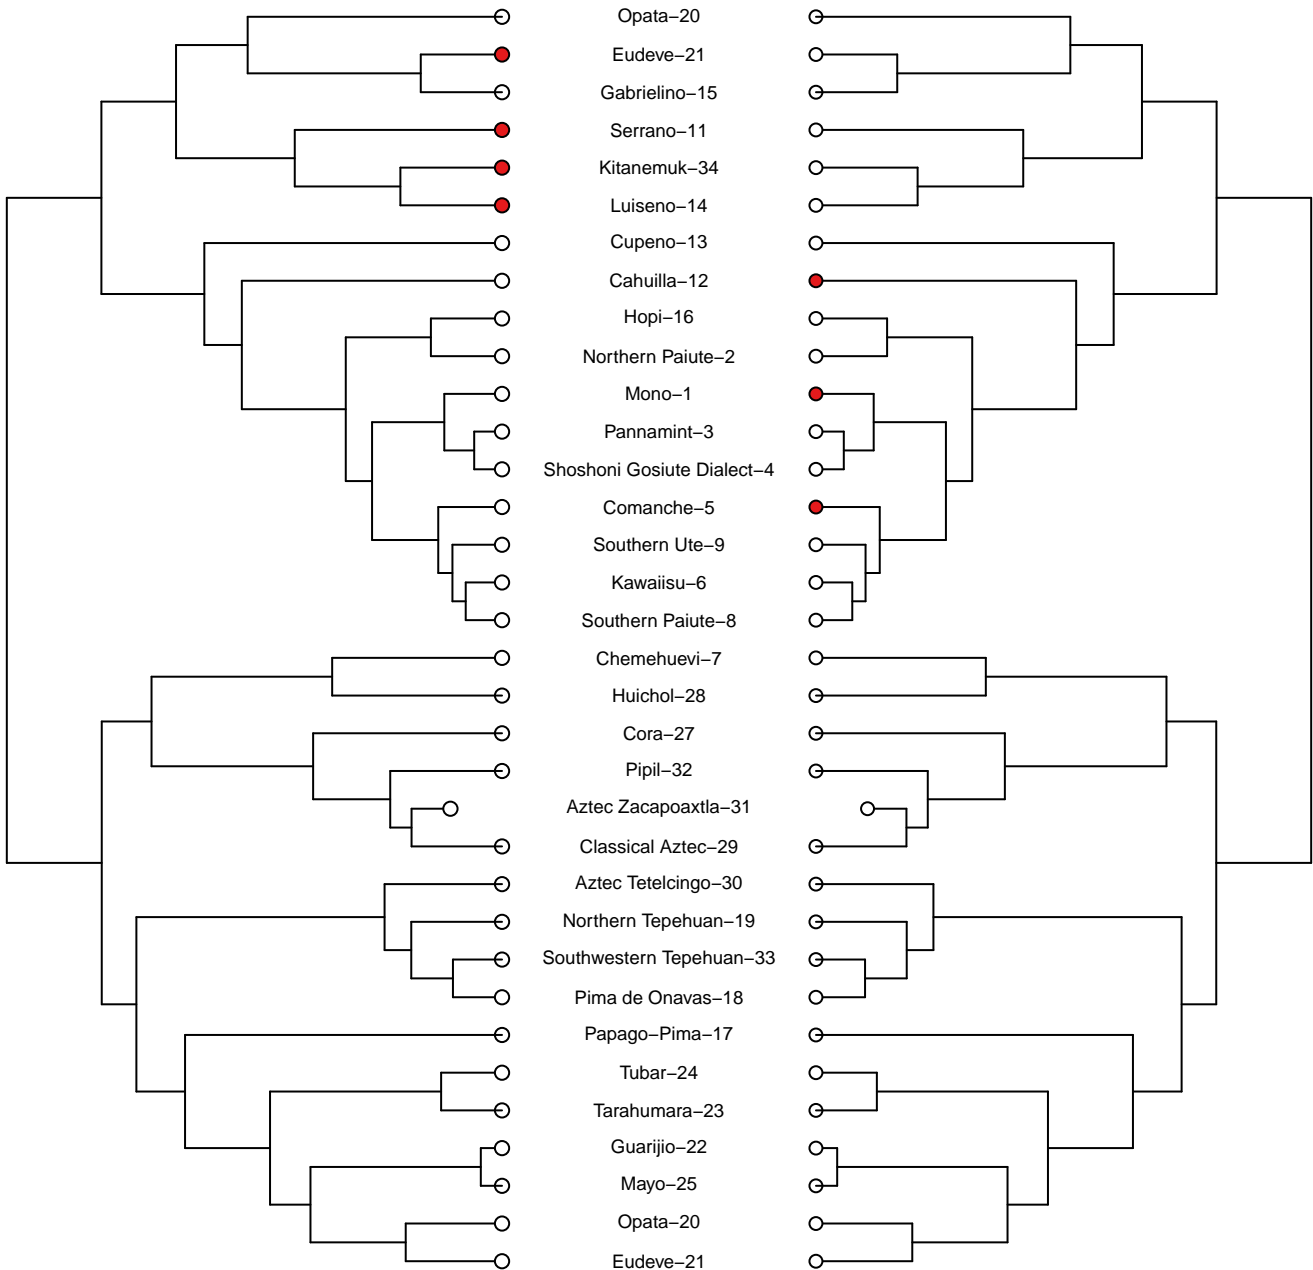 Opata−20
Eudeve−21
Gabrielino−15
Serrano−11
Kitanemuk−34
Luiseno−14
Cupeno−13
Cahuilla−12
Hopi−16
Northern Paiute−2
Mono−1
Pannamint−3
Shoshoni Gosiute Dialect−4
Comanche−5
Southern Ute−9
Kawaiisu−6
Southern Paiute−8
Chemehuevi−7
Huichol−28
Cora−27
Pipil−32
Aztec Zacapoaxtla−31
Classical Aztec−29
Aztec Tetelcingo−30
Northern Tepehuan−19
Southwestern Tepehuan−33
Pima de Onavas−18
Papago−Pima−17
Tubar−24
Tarahumara−23
Guarijio−22
Mayo−25
Opata−20
Eudeve−21